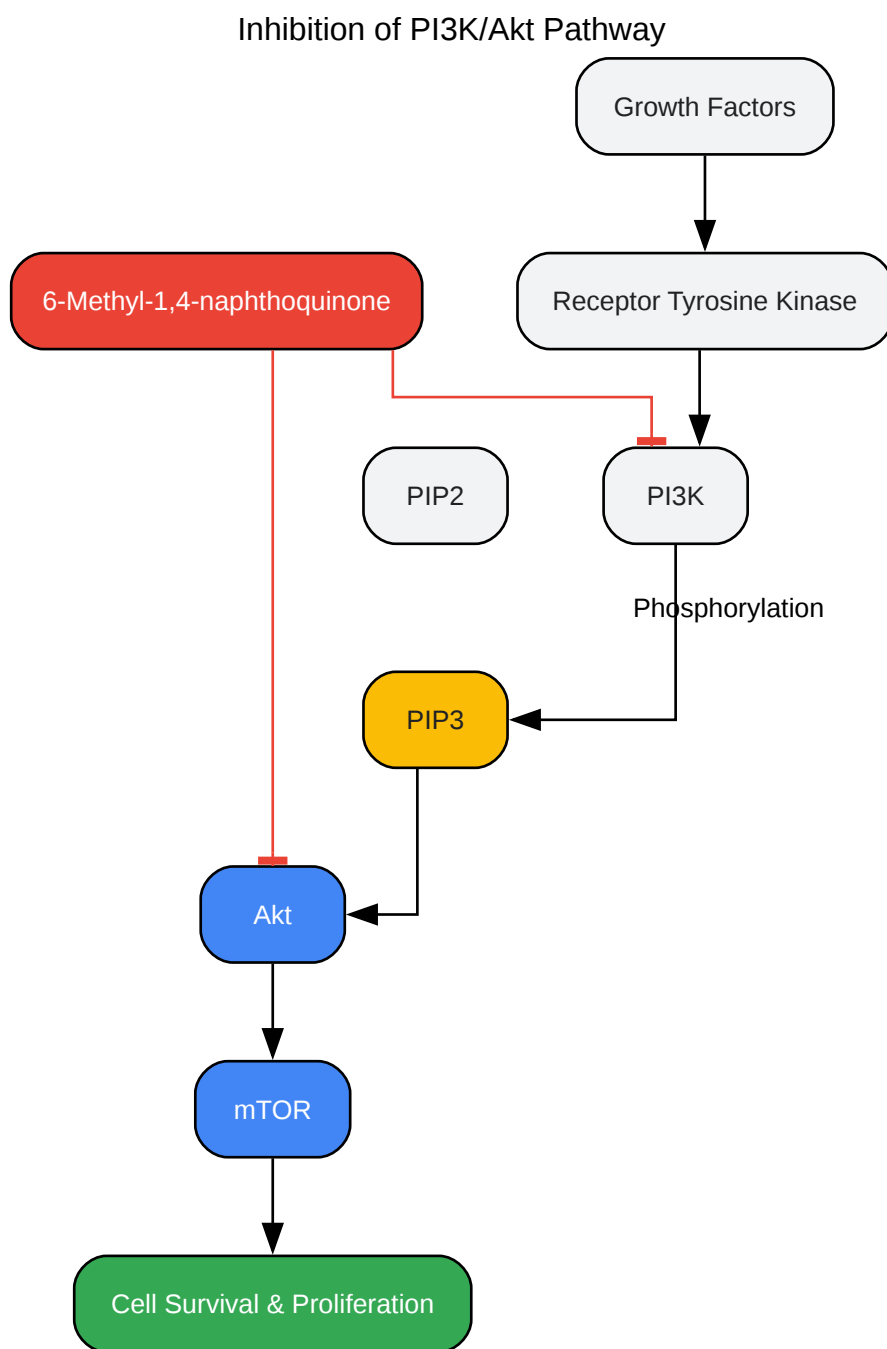 Inhibition of PI3K/Akt Pathway
Growth Factors
6-Methyl-1,4-naphthoquinone
Receptor Tyrosine Kinase
PIP2
PI3K
Phosphorylation
PIP3
Akt
mTOR
Cell Survival & Proliferation